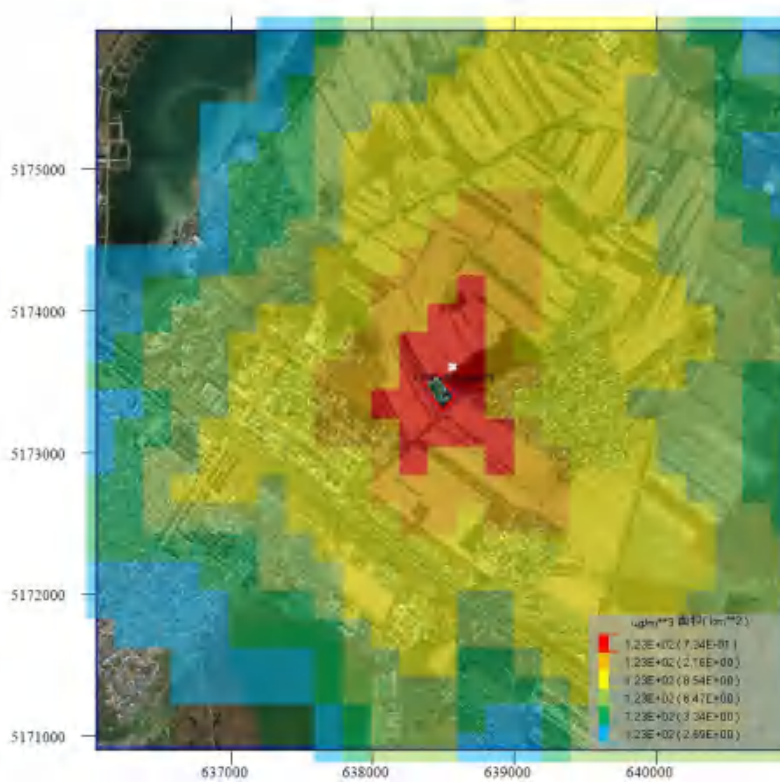 5175000
5174000
5173000
5172000
5171000
637000
638000
639000
640000
ug/m**3 面积( km**2 )
1.23E+02 ( 7.34E-01 )
1.23E+02 ( 2.16E+00 )
1.23E+02 ( 8.54E+00 )
1.23E+02 ( 6.47E+00 )
1.23E+02 ( 3.34E+00 )
1.23E+02 ( 2.69E+00 )